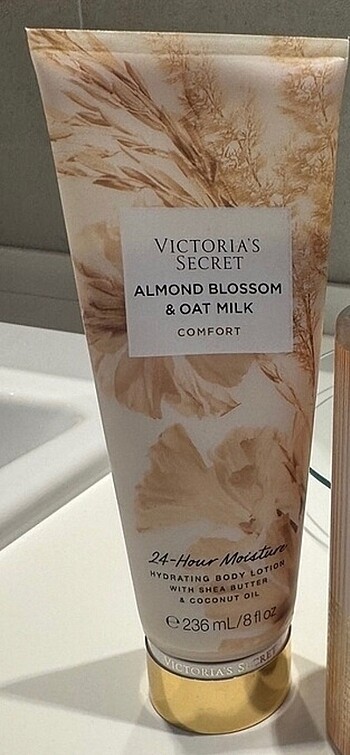 VICTORIA'S
SECRET
ALMOND BLOSSOM
& OAT MILK
COMFORT
24-Hour Moisture
HYDRATING BODY LOTION
WITH SHEA BUTTER
& COCONUT OIL
℮ 236 mL/8 fl oz
VICTORIA'S SECRET